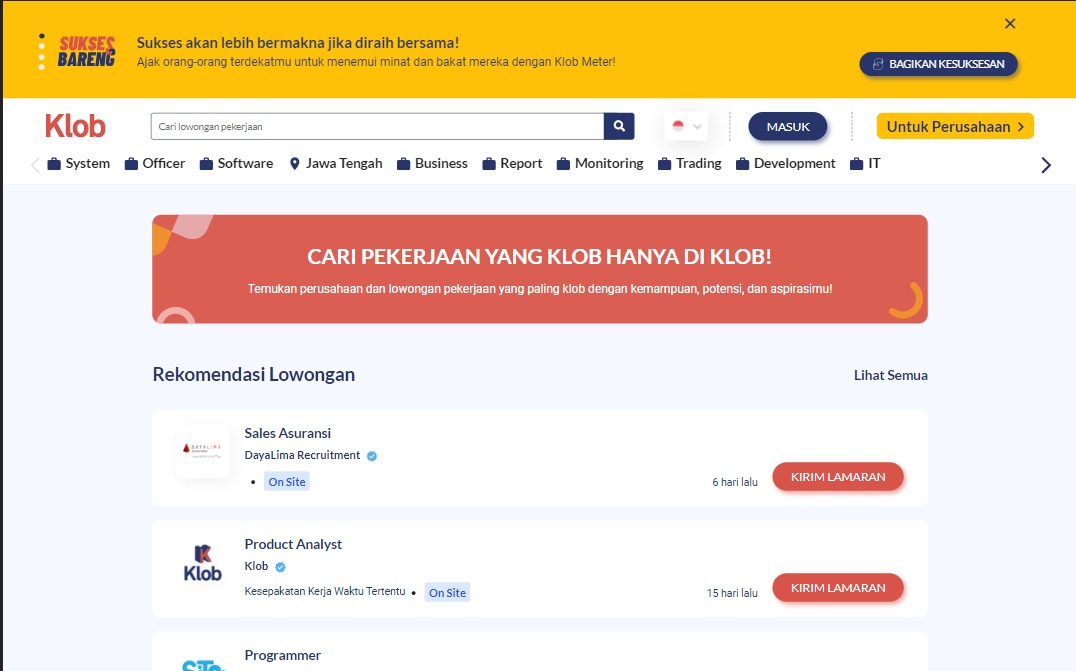 SUKSES
BARENG
Sukses akan lebih bermakna jika diraih bersama!
Ajak orang-orang terdekatmu untuk menemui minat dan bakat mereka dengan Klob Meter!
BAGIKAN KESUKSESAN
Klob
Cari lowongan pekerjaan
MASUK
Untuk Perusahaan
System Officer Software Jawa Tengah Business Report Monitoring Trading Development IT
CARI PEKERJAAN YANG KLOB HANYA DI KLOB!
Temukan perusahaan dan lowongan pekerjaan yang paling klob dengan kemampuan, potensi, dan aspirasimu!
Rekomendasi Lowongan
Lihat Semua
DAYALIMA
Sales Asuransi
DayaLima Recruitment
• On Site
6 hari lalu
KIRIM LAMARAN
Klob
Product Analyst
Klob
Kesepakatan Kerja Waktu Tertentu • On Site
15 hari lalu
KIRIM LAMARAN
Programmer